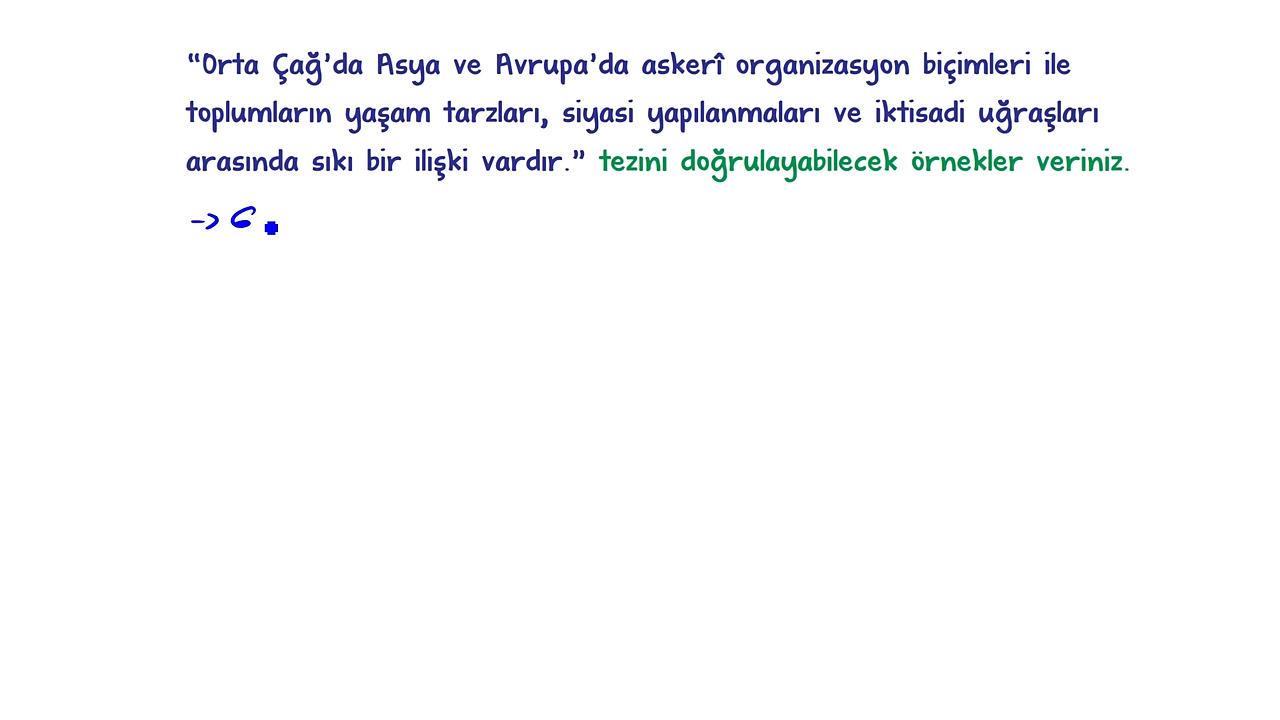 “Orta Çağ’da Asya ve Avrupa’da askerî organizasyon biçimleri ile
toplumların yaşam tarzları, siyasi yapılanmaları ve iktisadi uğraşları
arasında sıkı bir ilişki vardır.” tezini doğrulayabilecek örnekler veriniz.
->